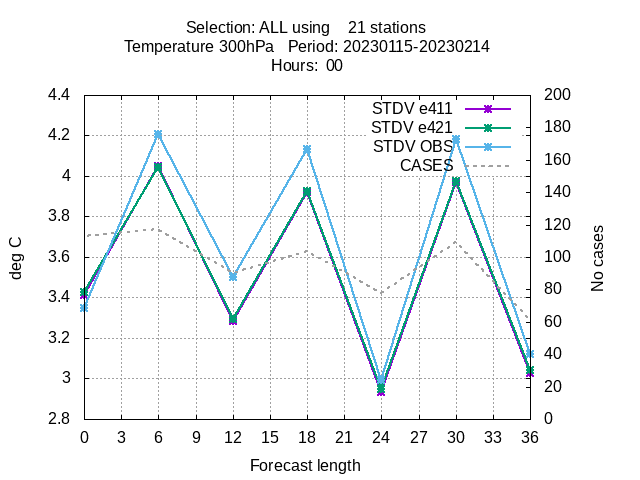 Selection: ALL using    21 stations
Temperature 300hPa   Period: 20230115-20230214
Hours:  00
STDV e411
STDV e421
STDV OBS
CASES
deg C
4.4
4.2
4
3.8
3.6
3.4
3.2
3
2.8
200
180
160
140
120
100
80
60
40
20
0
No cases
0 3 6 9 12 15 18 21 24 27 30 33 36
Forecast length